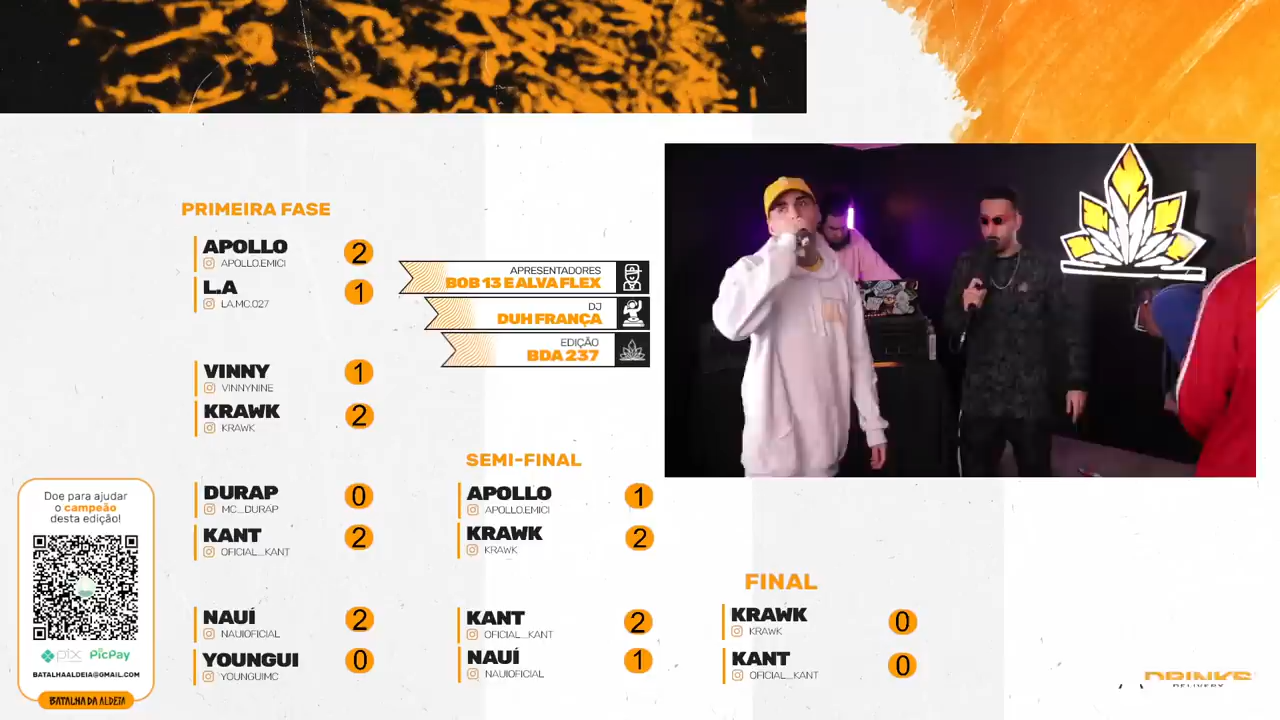 PRIMEIRA FASE
APOLLO
2
APOLLO.EMICI
L.A
1
LA.MC.027
VINNY
1
VINNYNINE
KRAWK
2
KRAWK
DURAP
0
MC_DURAP
KANT
2
OFICIAL_KANT
NAUÍ
2
NAUIOFICIAL
YOUNGUI
0
YOUNGUIMC
APRESENTADORES
BOB 13 E ALVA FLEX
DJ
DUH FRANÇA
EDIÇÃO
BDA 237
SEMI-FINAL
APOLLO
1
APOLLO.EMICI
KRAWK
2
KRAWK
KANT
2
OFICIAL_KANT
NAUÍ
1
NAUIOFICIAL
FINAL
KRAWK
0
KRAWK
KANT
0
OFICIAL_KANT
Doe para ajudar
o campeão
desta edição!
pix PicPay
BATALHAALDEIA@GMAIL.COM
BATALHA DA ALDEIA
DRINKS
DELIVERY